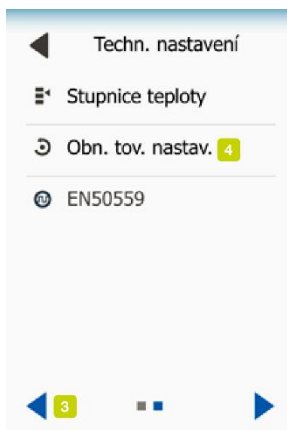 Techn. nastavení
Stupnice teploty
Obn. tov. nastav. 4
EN50559
3